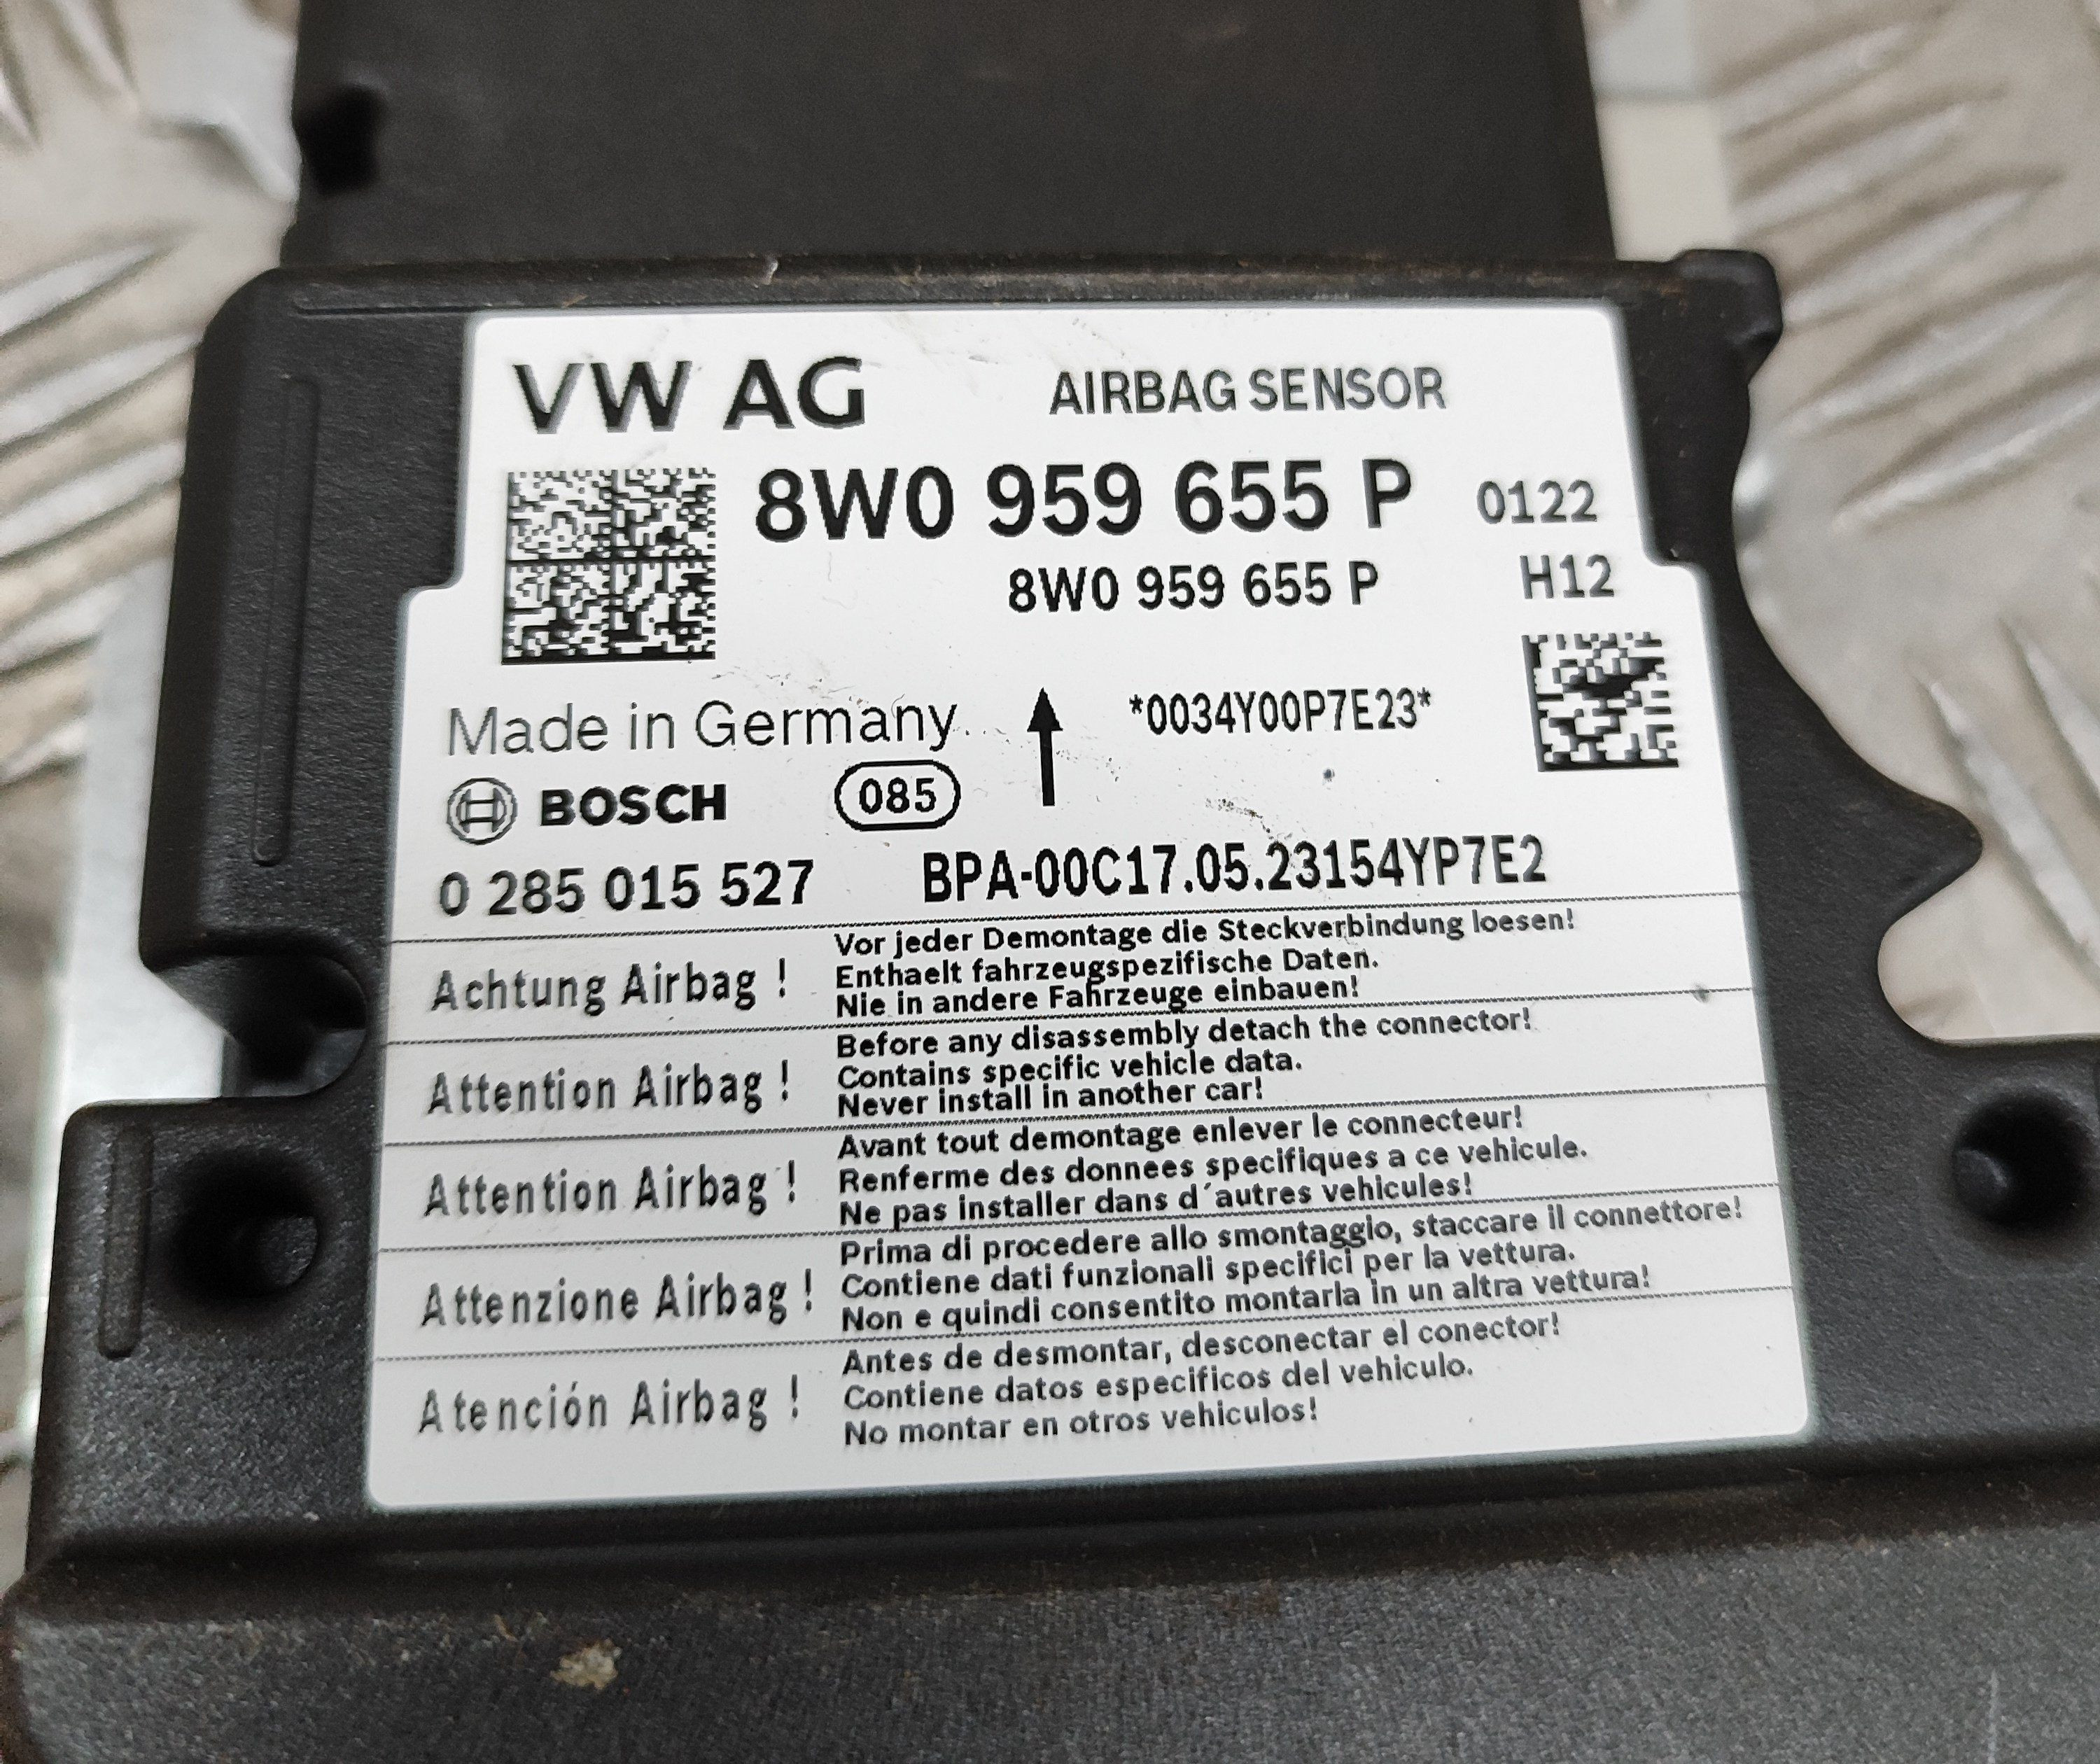 VW AG AIRBAG SENSOR
8W0 959 655 P 0122
8W0 959 655 P H12
Made in Germany *0034Y00P7E23*
BOSCH 085
0 285 015 527 BPA-00C17.05.23154YP7E2
Achtung Airbag !
Vor jeder Demontage die Steckverbindung loesen!
Enthaelt fahrzeugspezifische Daten.
Nie in andere Fahrzeuge einbauen!
Attention Airbag !
Before any disassembly detach the connector!
Contains specific vehicle data.
Never install in another car!
Attention Airbag !
Avant tout demontage enlever le connecteur!
Renferme des donnees specifiques a ce vehicule.
Ne pas installer dans d´autres vehicules!
Attenzione Airbag !
Prima di procedere allo smontaggio, staccare il connettore!
Contiene dati funzionali specifici per la vettura.
Non e quindi consentito montarla in un altra vettura!
Atención Airbag !
Antes de desmontar, desconectar el conector!
Contiene datos especificos del vehiculo.
No montar en otros vehiculos!